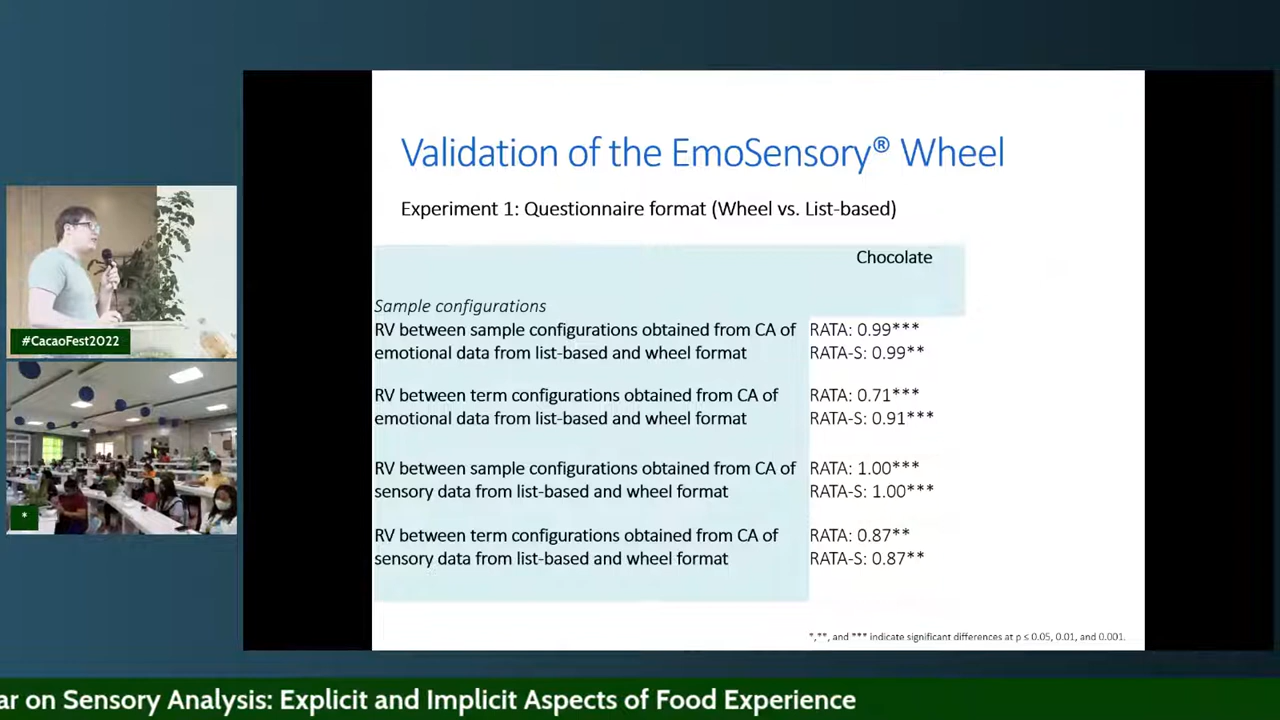 Validation of the EmoSensory® Wheel
Experiment 1: Questionnaire format (Wheel vs. List-based)
Chocolate
Sample configurations
RV between sample configurations obtained from CA of
emotional data from list-based and wheel format
RATA: 0.99***
RATA-S: 0.99**
RV between term configurations obtained from CA of
emotional data from list-based and wheel format
RATA: 0.71***
RATA-S: 0.91***
RV between sample configurations obtained from CA of
sensory data from list-based and wheel format
RATA: 1.00***
RATA-S: 1.00***
RV between term configurations obtained from CA of
sensory data from list-based and wheel format
RATA: 0.87**
RATA-S: 0.87**
*,**, and *** indicate significant differences at p ≤ 0.05, 0.01, and 0.001.
#CacaoFest2022
*
ar on Sensory Analysis: Explicit and Implicit Aspects of Food Experience